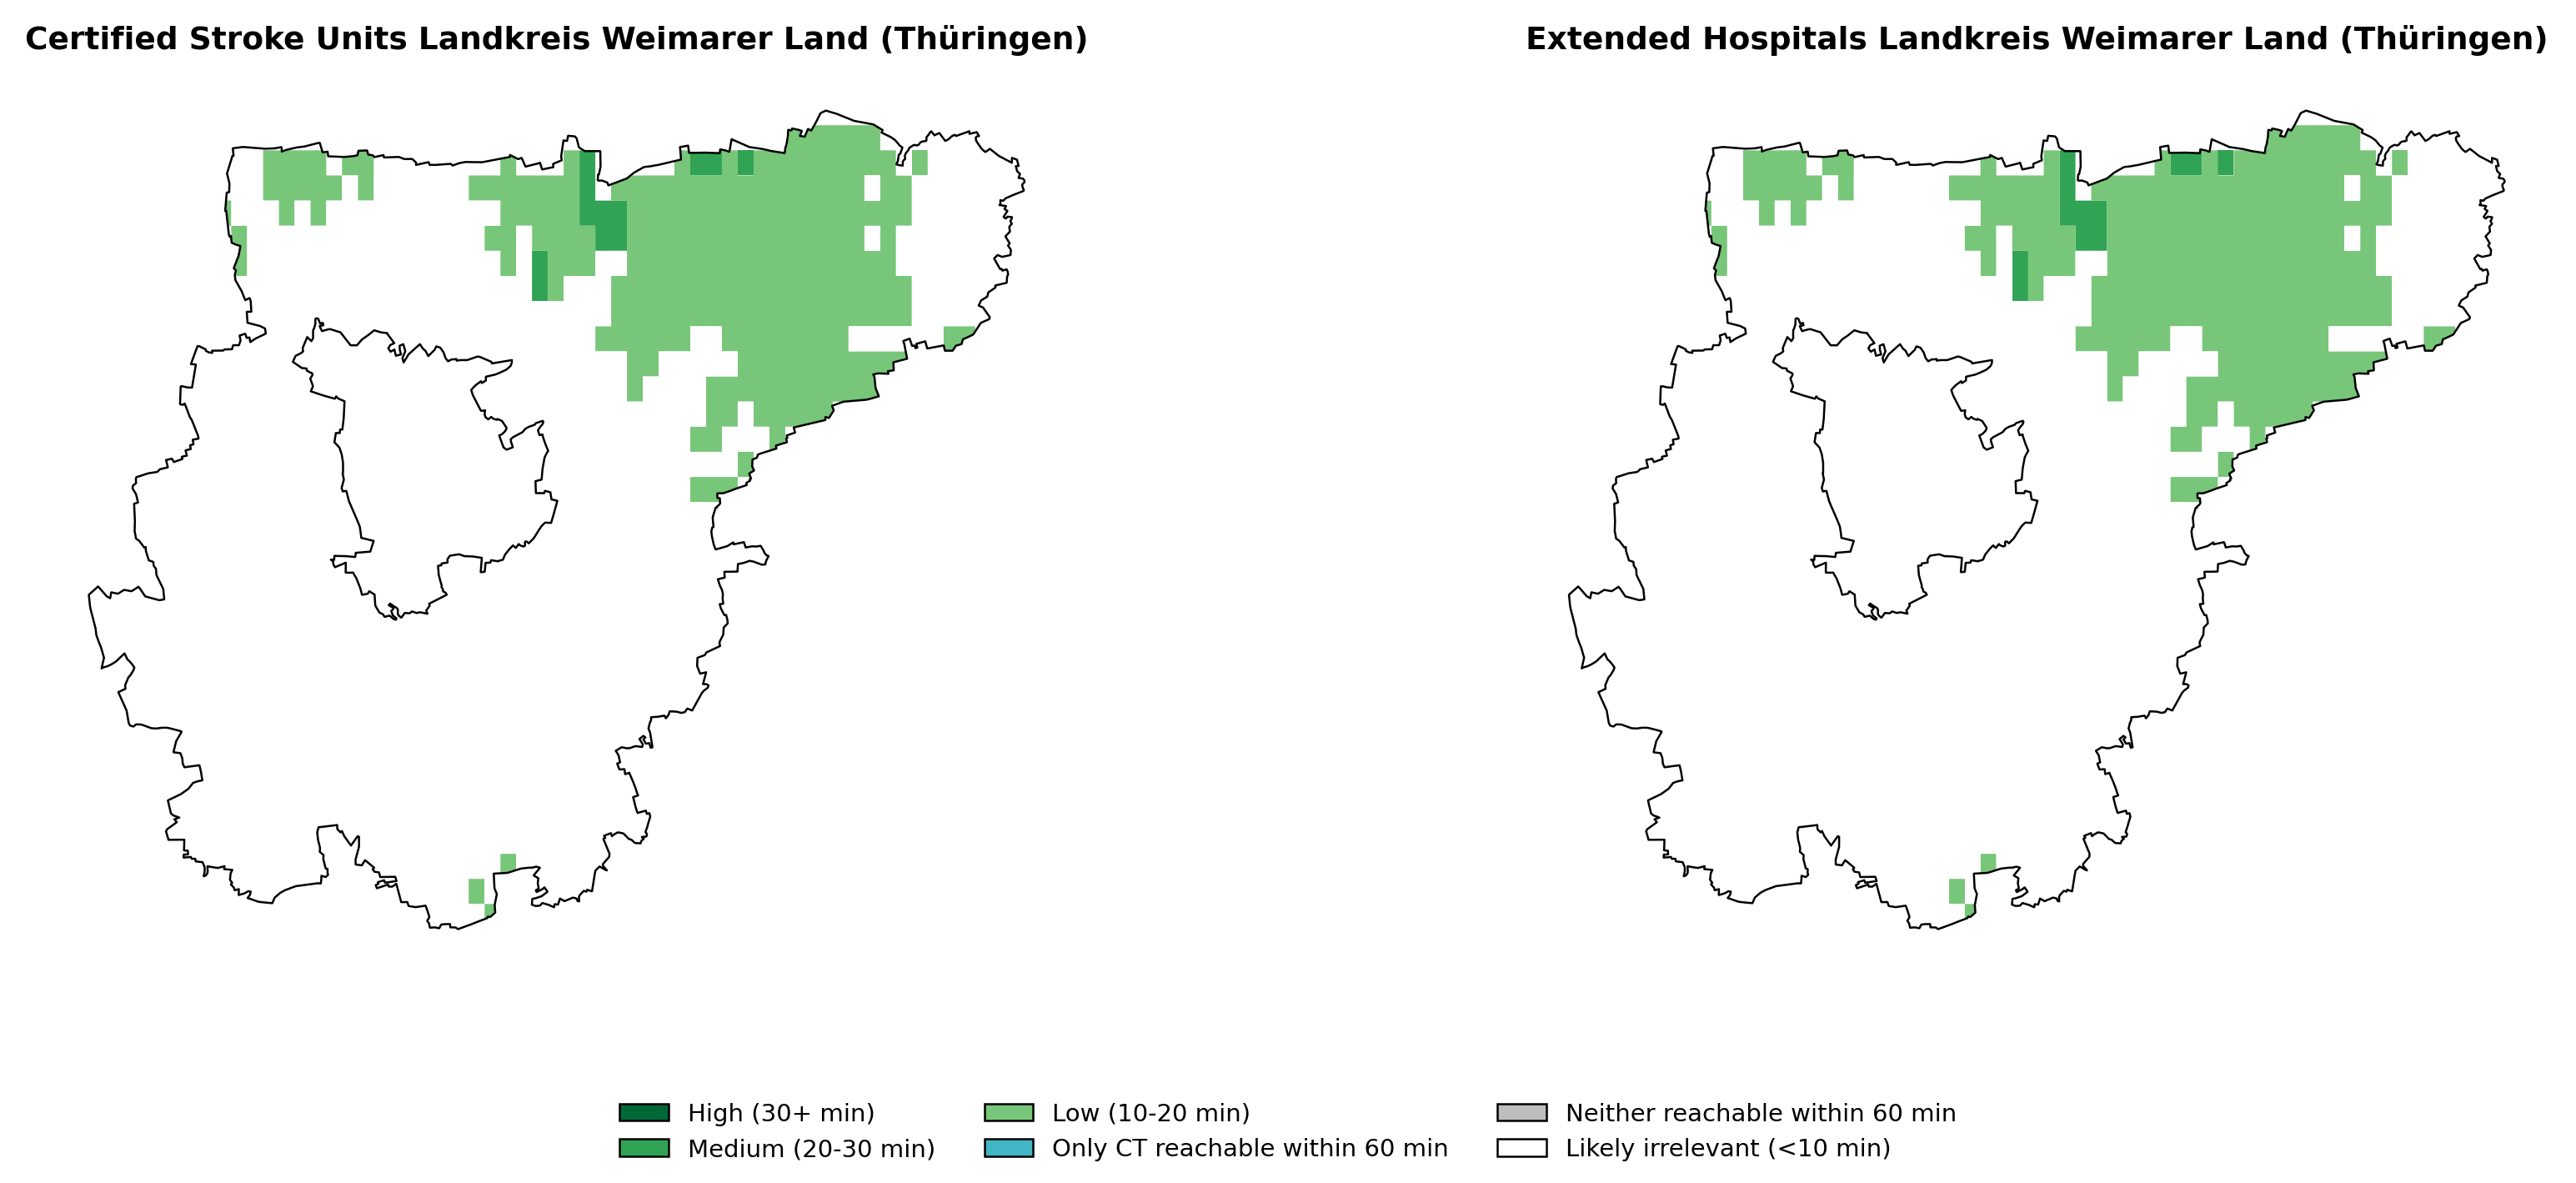 Certified Stroke Units Landkreis Weimarer Land (Thüringen)
Extended Hospitals Landkreis Weimarer Land (Thüringen)
High (30+ min)
Medium (20-30 min)
Low (10-20 min)
Only CT reachable within 60 min
Neither reachable within 60 min
Likely irrelevant (<10 min)